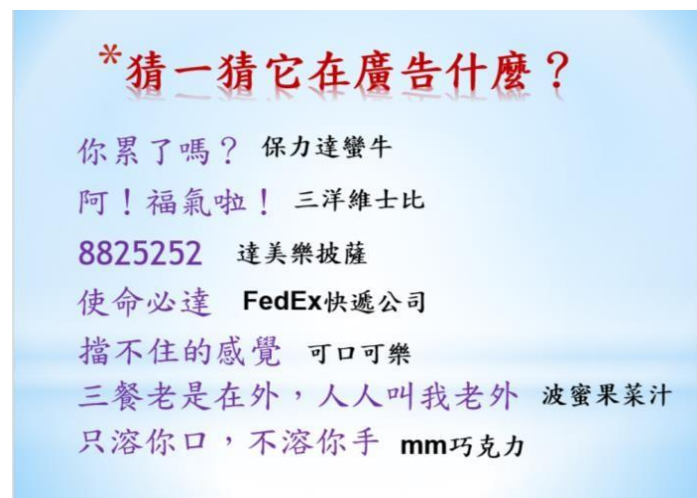 *猜一猜它在廣告什麼？
你累了嗎？ 保力達蠻牛
阿！福氣啦！ 三洋維士比
8825252 達美樂披薩
使命必達 FedEx快遞公司
擋不住的感覺 可口可樂
三餐老是在外，人人叫我老外 波蜜果菜汁
只溶你口，不溶你手 mm巧克力